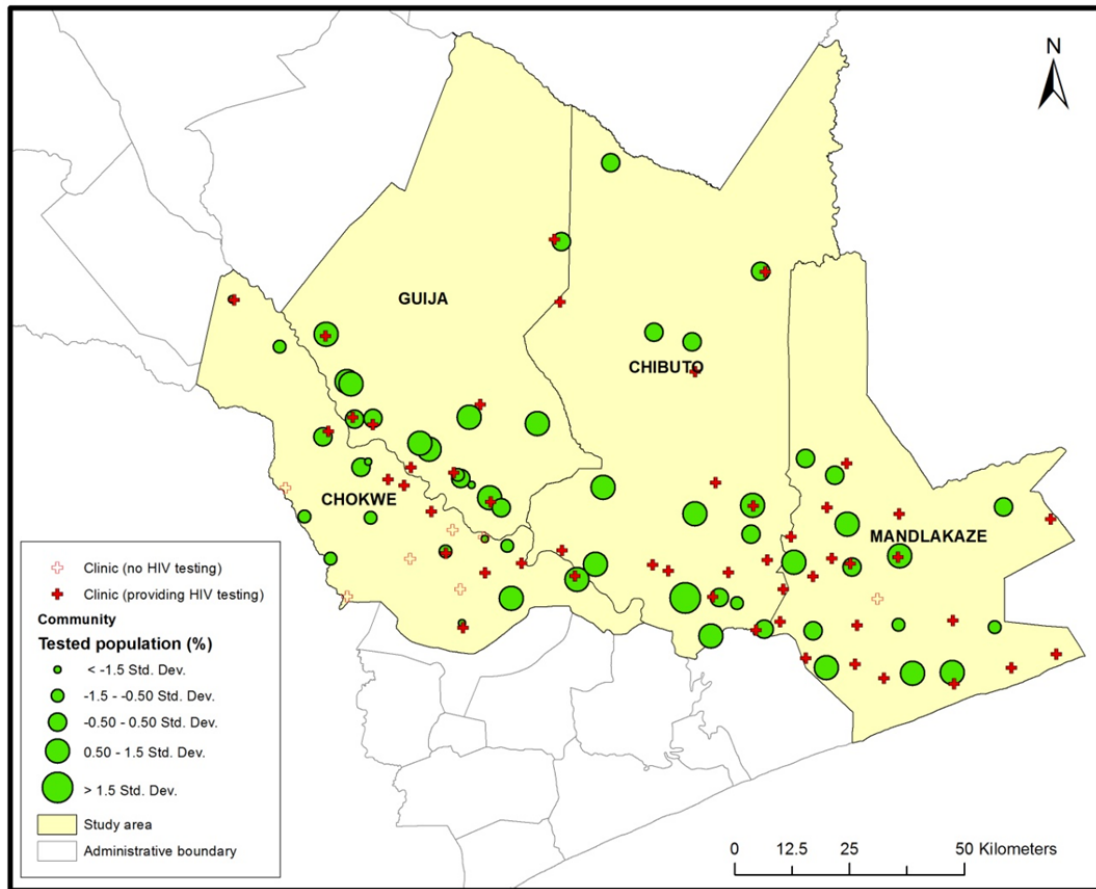 N
GUIJA
CHIBUTO
CHOKWE
MANDLAKAZE
Clinic (no HIV testing)
Clinic (providing HIV testing)
Community
Tested population (%)
< -1.5 Std. Dev.
-1.5 - -0.50 Std. Dev.
-0.50 - 0.50 Std. Dev.
0.50 - 1.5 Std. Dev.
> 1.5 Std. Dev.
Study area
Administrative boundary
0 12.5 25 50 Kilometers